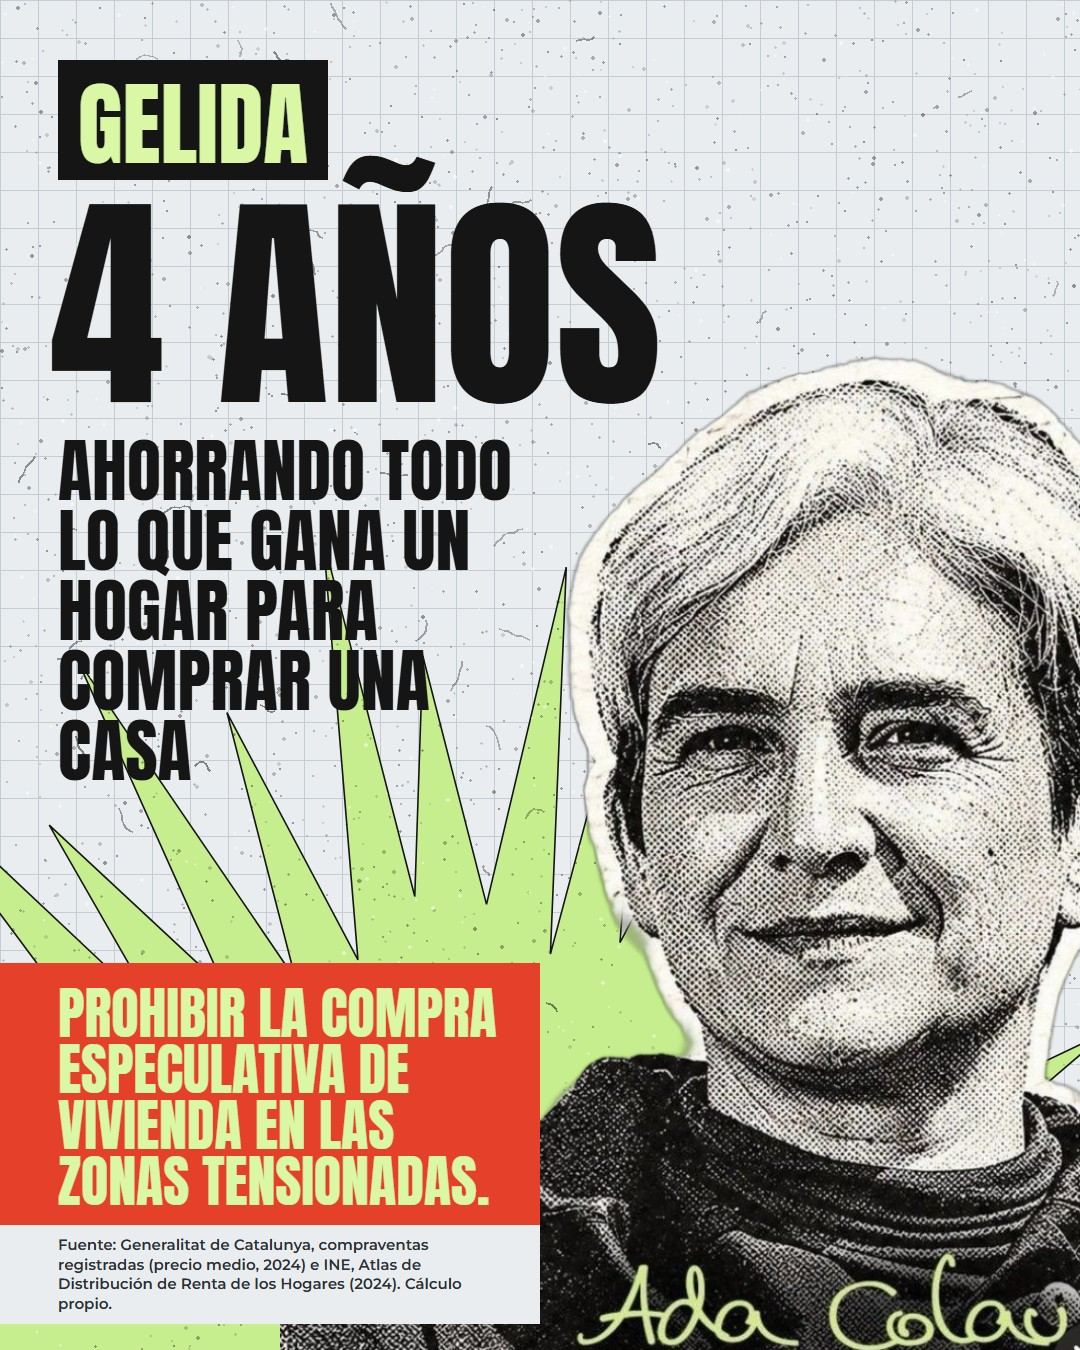 GELIDA
4 AÑOS
AHORRANDO TODO
LO QUE GANA UN
HOGAR PARA
COMPRAR UNA
CASA
PROHIBIR LA COMPRA
ESPECULATIVA DE
VIVIENDA EN LAS
ZONAS TENSIONADAS.
Fuente: Generalitat de Catalunya, compraventas
registradas (precio medio, 2024) e INE, Atlas de
Distribución de Renta de los Hogares (2024). Cálculo
propio.
Ada Colau